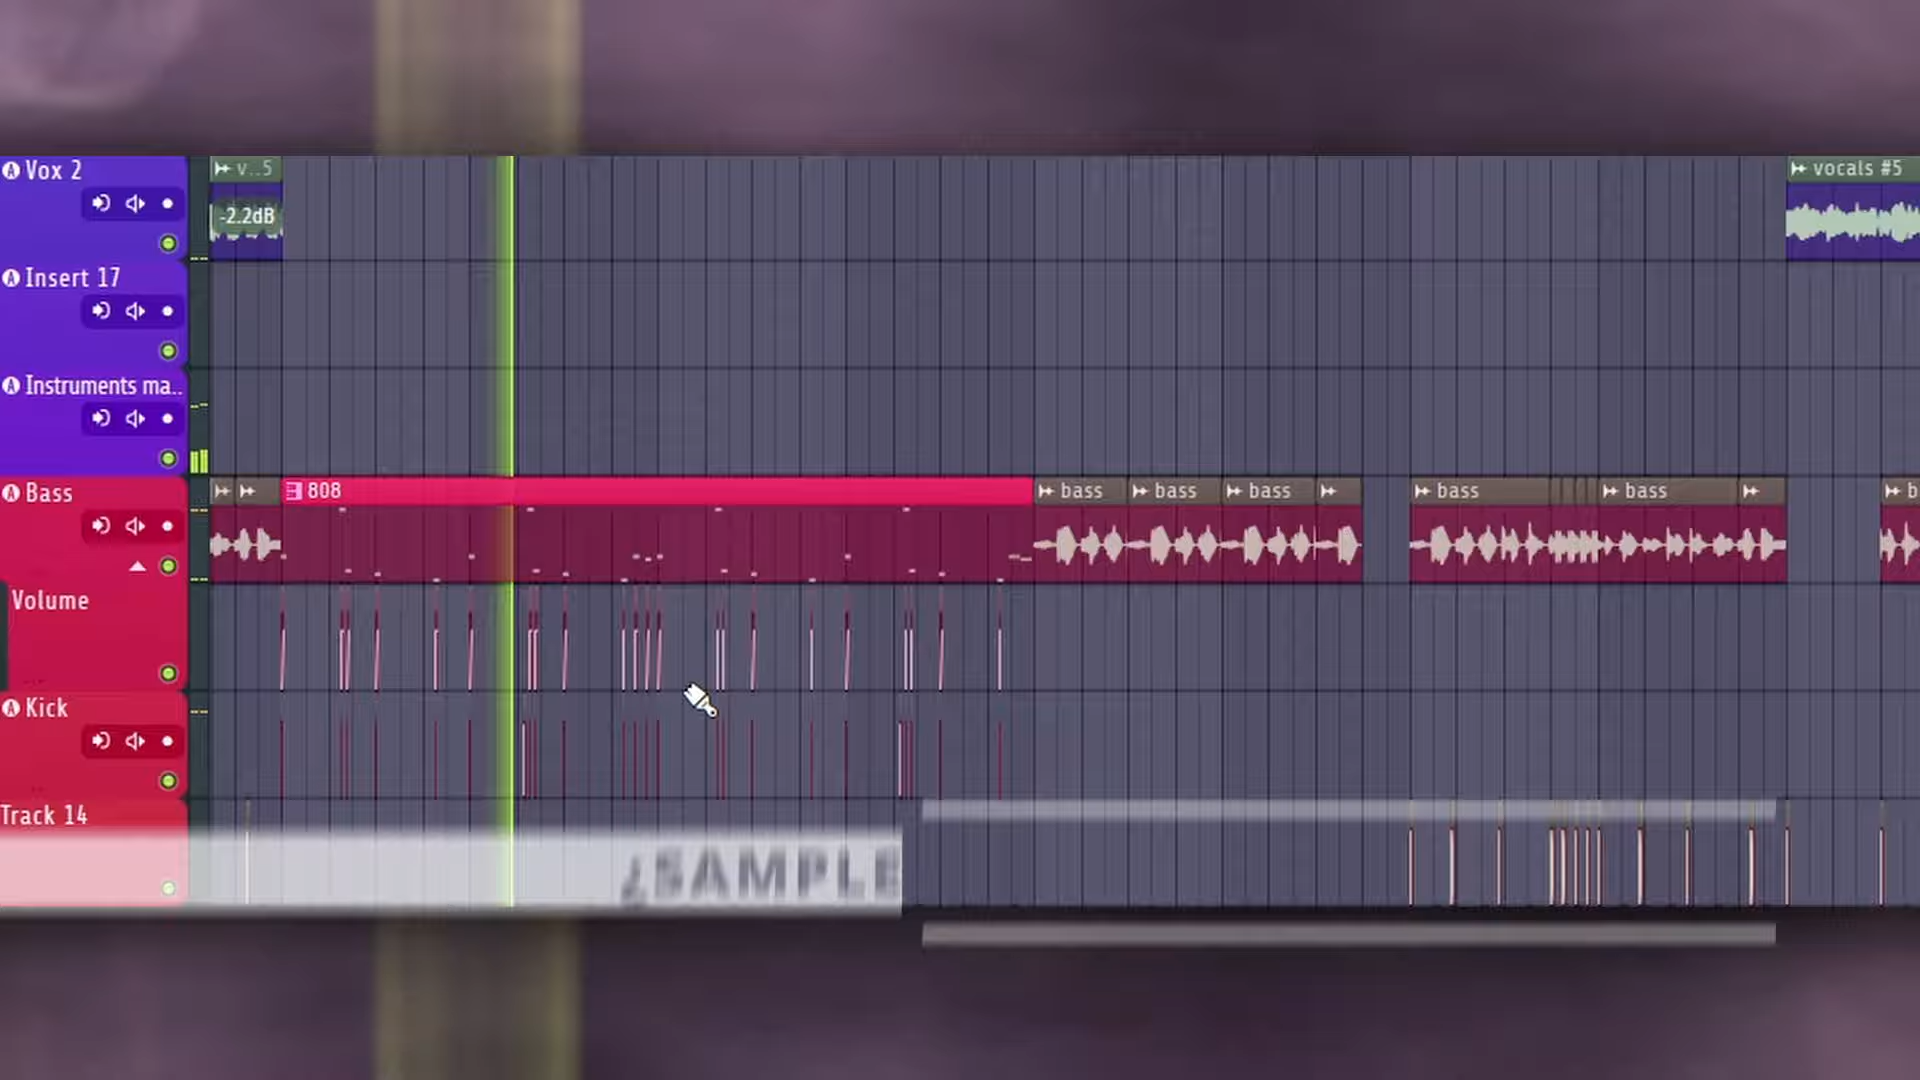 Vox 2
v..5
vocals #5
-2.2dB
Insert 17
Instruments ma..
Bass
808
bass
bass
bass
bass
bass
b
Volume
Kick
Track 14
¿SAMPLE